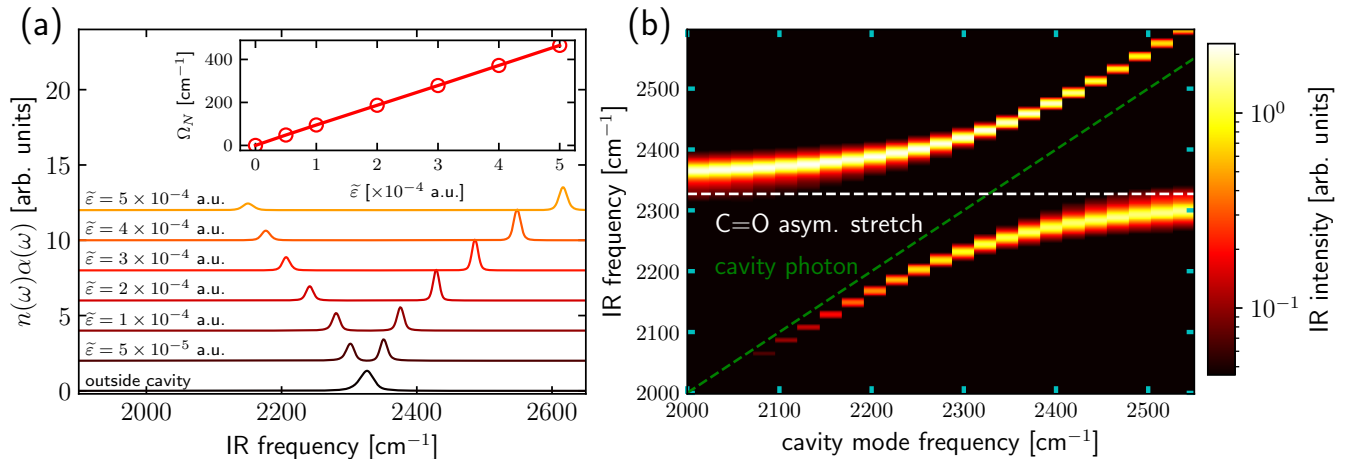 (a)
n(ω)α(ω) [arb. units]
20
15
10
5
0
2000 2200 2400 2600
IR frequency [cm⁻¹]
Ω_N [cm⁻¹]
400
200
0
0 1 2 3 4 5
ε̃ [×10⁻⁴ a.u.]
ε̃ = 5 × 10⁻⁴ a.u.
ε̃ = 4 × 10⁻⁴ a.u.
ε̃ = 3 × 10⁻⁴ a.u.
ε̃ = 2 × 10⁻⁴ a.u.
ε̃ = 1 × 10⁻⁴ a.u.
ε̃ = 5 × 10⁻⁵ a.u.
outside cavity
(b)
IR frequency [cm⁻¹]
2500
2400
2300
2200
2100
2000
C=O asym. stretch
cavity photon
2000 2100 2200 2300 2400 2500
cavity mode frequency [cm⁻¹]
10⁰
10⁻¹
IR intensity [arb. units]